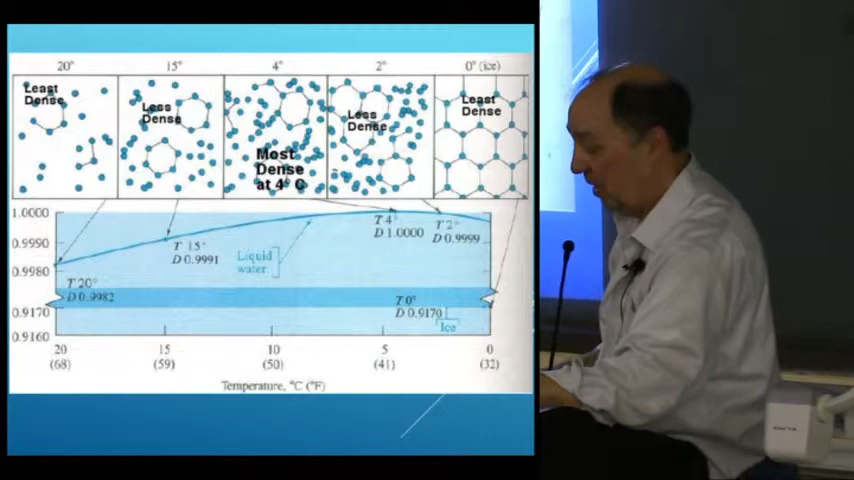 20° 15° 4° 2° 0° (ice)
Least
Dense
Less
Dense
Most
Dense
at 4° C
Less
Dense
Least
Dense
1.0000
0.9990
0.9980
0.9170
0.9160
T 20°
D 0.9982
T 15°
D 0.9991
Liquid
water
T 4°
D 1.0000
T 2°
D 0.9999
T 0°
D 0.9170
Ice
20 15 10 5 0
(68) (59) (50) (41) (32)
Temperature, °C (°F)